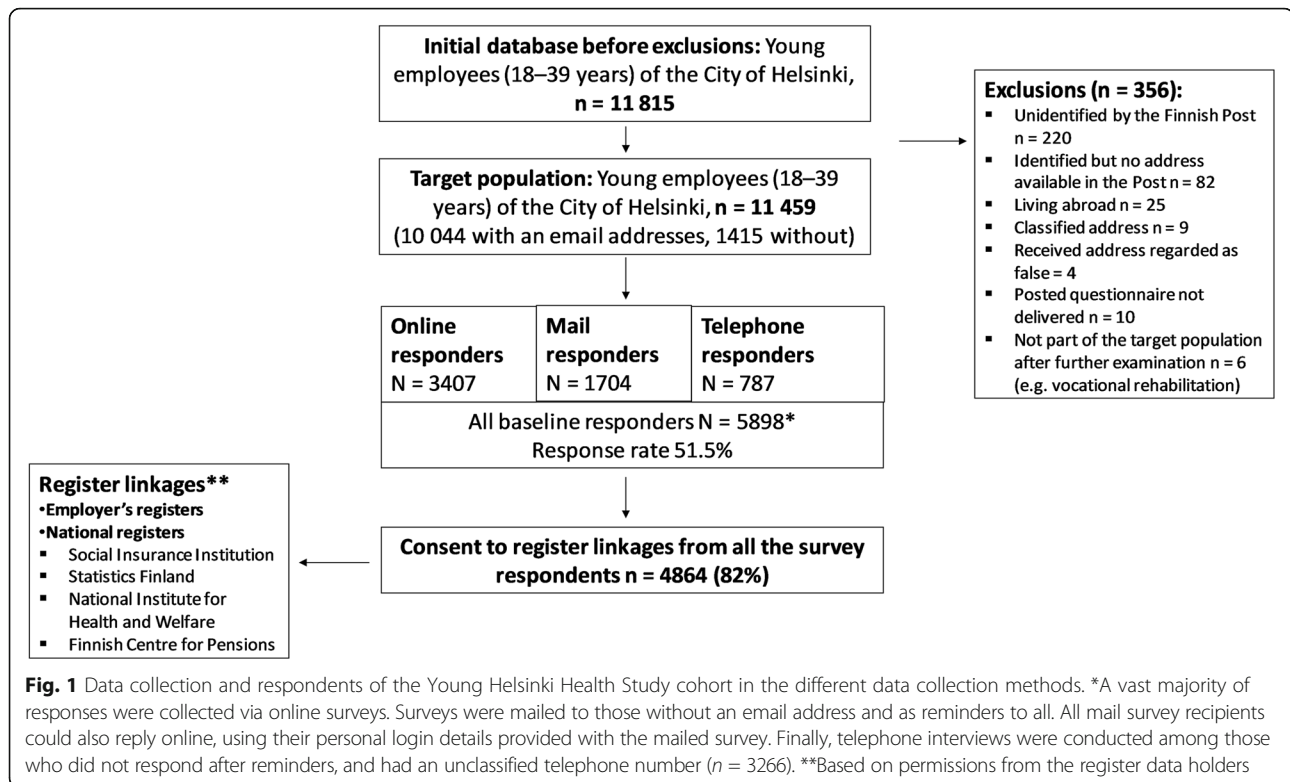 Initial database before exclusions: Young
employees (18–39 years) of the City of Helsinki,
n = 11 815
Exclusions (n = 356):
▪ Unidentified by the Finnish Post
n = 220
▪ Identified but no address
available in the Post n = 82
▪ Living abroad n = 25
▪ Classified address n = 9
▪ Received address regarded as
false = 4
▪ Posted questionnaire not
delivered n = 10
▪ Not part of the target population
after further examination n = 6
(e.g. vocational rehabilitation)
Target population: Young employees (18–39
years) of the City of Helsinki, n = 11 459
(10 044 with an email addresses, 1415 without)
Online
responders
N = 3407
Mail
responders
N = 1704
Telephone
responders
N = 787
All baseline responders N = 5898*
Response rate 51.5%
Register linkages**
•Employer's registers
•National registers
▪ Social Insurance Institution
▪ Statistics Finland
▪ National Institute for
Health and Welfare
▪ Finnish Centre for Pensions
Consent to register linkages from all the survey
respondents n = 4864 (82%)
Fig. 1 Data collection and respondents of the Young Helsinki Health Study cohort in the different data collection methods. *A vast majority of
responses were collected via online surveys. Surveys were mailed to those without an email address and as reminders to all. All mail survey recipients
could also reply online, using their personal login details provided with the mailed survey. Finally, telephone interviews were conducted among those
who did not respond after reminders, and had an unclassified telephone number (n = 3266). **Based on permissions from the register data holders